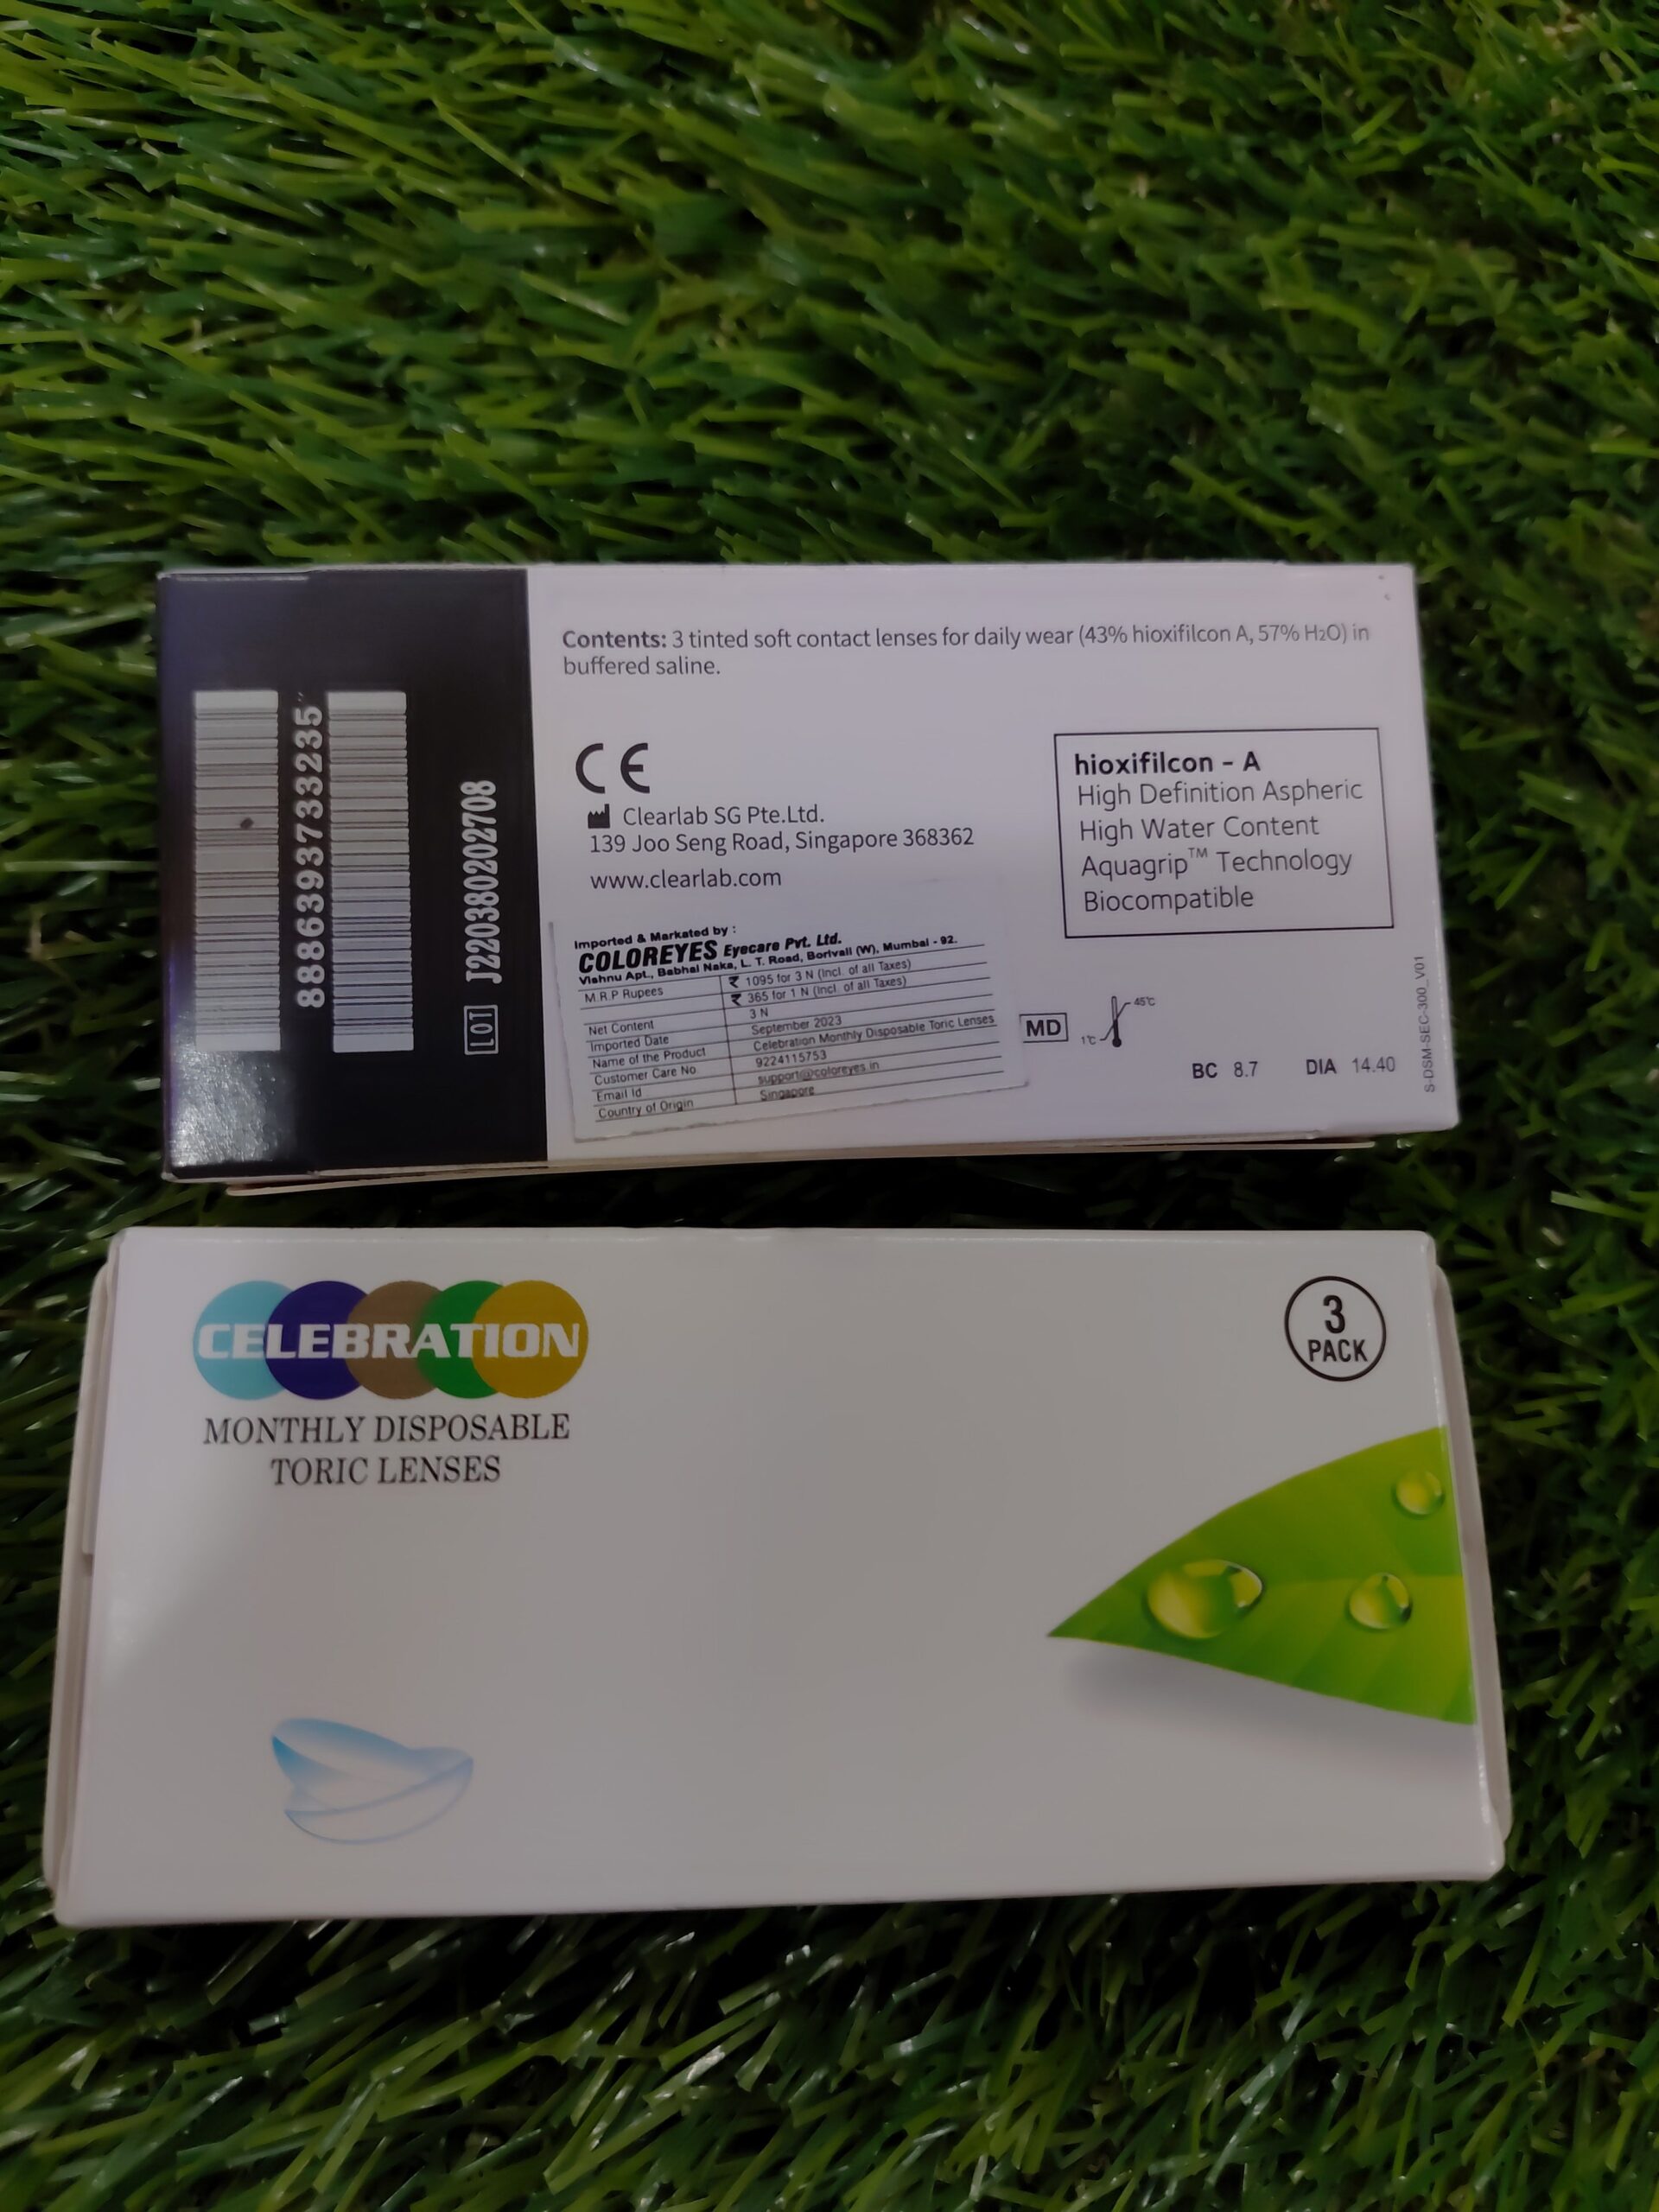 8886393733235
LOT J220380202708
Contents: 3 tinted soft contact lenses for daily wear (43% hioxifilcon A, 57% H₂O) in
buffered saline.
CE
Clearlab SG Pte.Ltd.
139 Joo Seng Road, Singapore 368362
www.clearlab.com
hioxifilcon - A
High Definition Aspheric
High Water Content
Aquagrip™ Technology
Biocompatible
Imported & Markated by :
COLOREYES Eyecare Pvt. Ltd.
Vishnu Apt., Babhai Naka, L. T. Road, Borivali (W), Mumbai - 92.
M.R.P Rupees ₹ 1095 for 3 N (Incl. of all Taxes)
₹ 365 for 1 N (Incl. of all Taxes)
Net Content 3 N
Imported Date September 2023
Name of the Product Celebration Monthly Disposable Toric Lenses
Customer Care No 9224115753
Email Id support@coloreyes.in
Country of Origin Singapore
MD
1°C
45°C
BC 8.7 DIA 14.40
S-DSM-SEC-300_V01
CELEBRATION
MONTHLY DISPOSABLE
TORIC LENSES
3
PACK